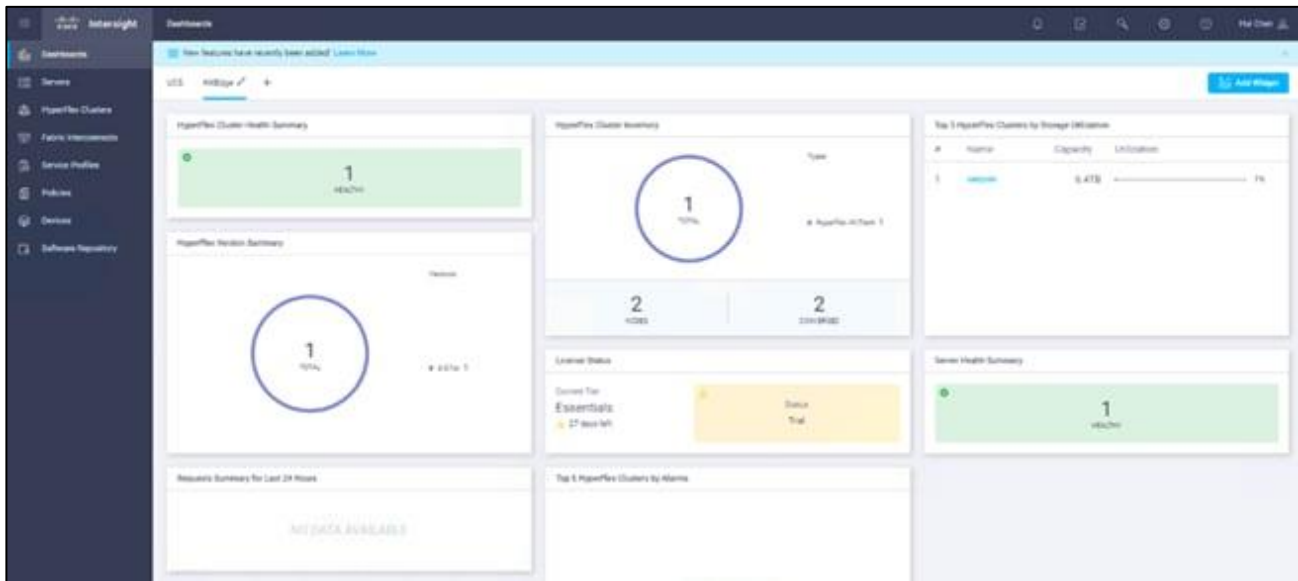 Intersight
Dashboards
Hui Chen
Dashboards
Servers
HyperFlex Clusters
Fabric Interconnects
Service Profiles
Policies
Devices
Software Repository
New features have recently been added! Learn More
UCS
HXEdge
+
Add Widget
HyperFlex Cluster Health Summary
1
HEALTHY
HyperFlex Version Summary
Version
1
TOTAL
Requests Summary for Last 24 Hours
NO DATA AVAILABLE
HyperFlex Cluster Inventory
Type
1
TOTAL
2
NODES
2
CONVERGED
License Status
Current Tier
Essentials
27 days left
Status
Trial
Top 5 HyperFlex Clusters by Alarms
Top 5 HyperFlex Clusters by Storage Utilization
# Name Capacity Utilization
1
Server Health Summary
1
HEALTHY